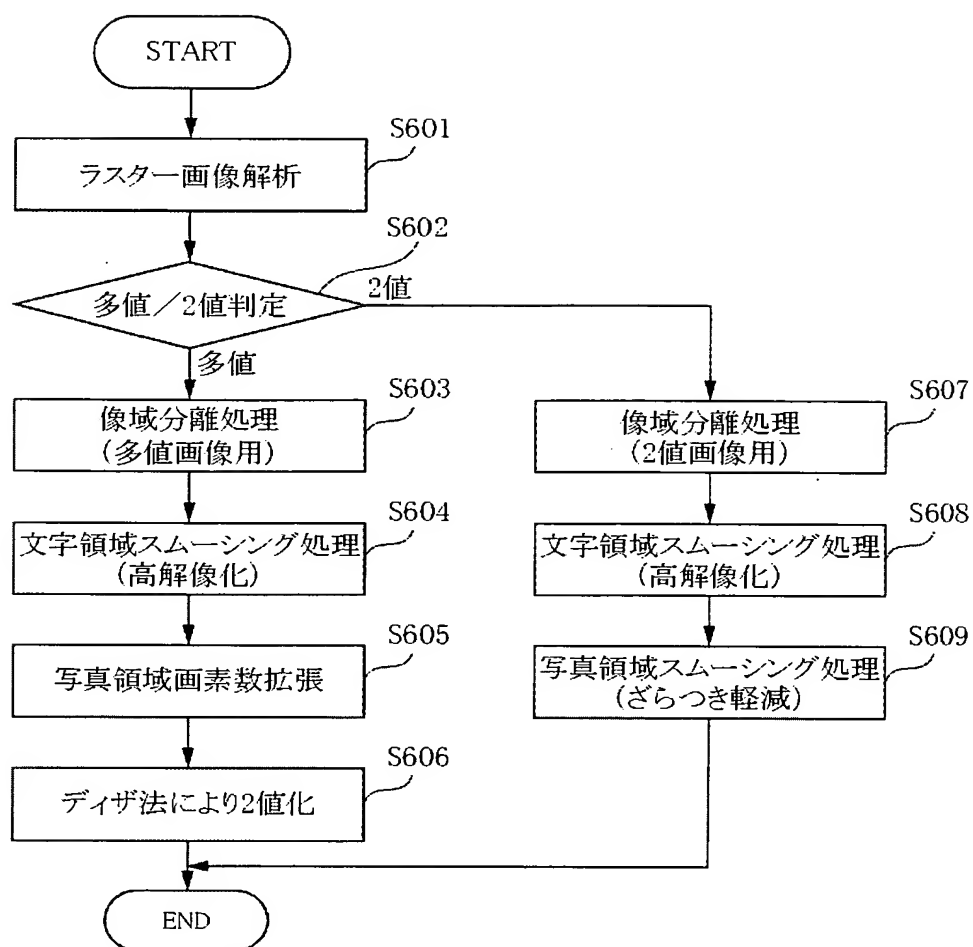 START
S601
ラスター画像解析
S602
多値／2値判定
2値
多値
S603
像域分離処理
(多値画像用)
S604
文字領域スムーシング処理
(高解像化)
S605
写真領域画素数拡張
S606
ディザ法により2値化
S607
像域分離処理
(2値画像用)
S608
文字領域スムーシング処理
(高解像化)
S609
写真領域スムーシング処理
(ざらつき軽減)
END